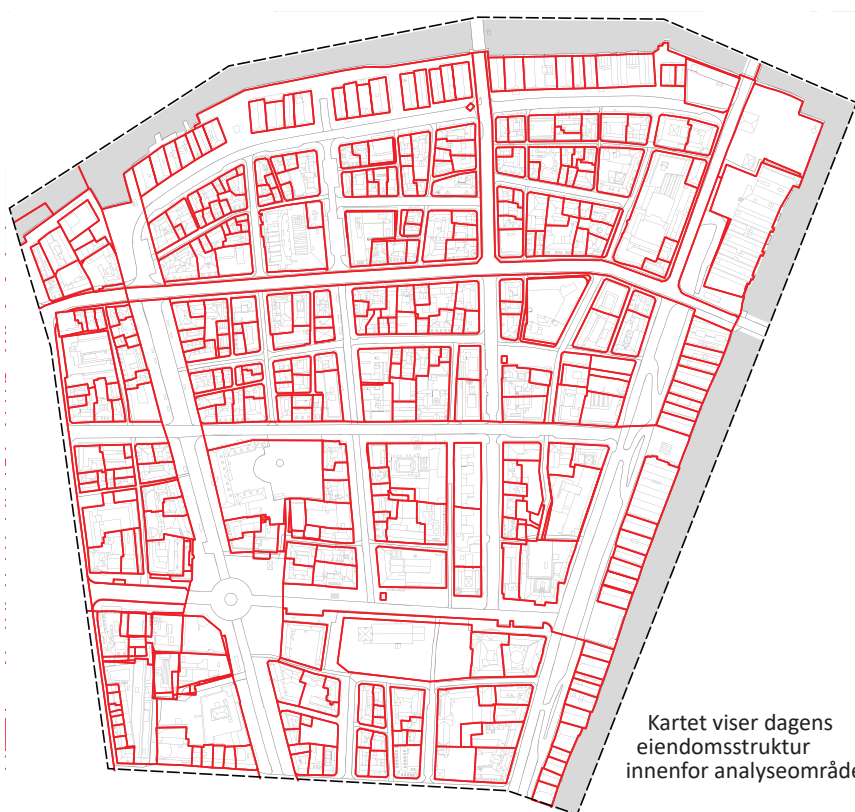 Kartet viser dagens
eiendomsstruktur
innenfor analyseområde